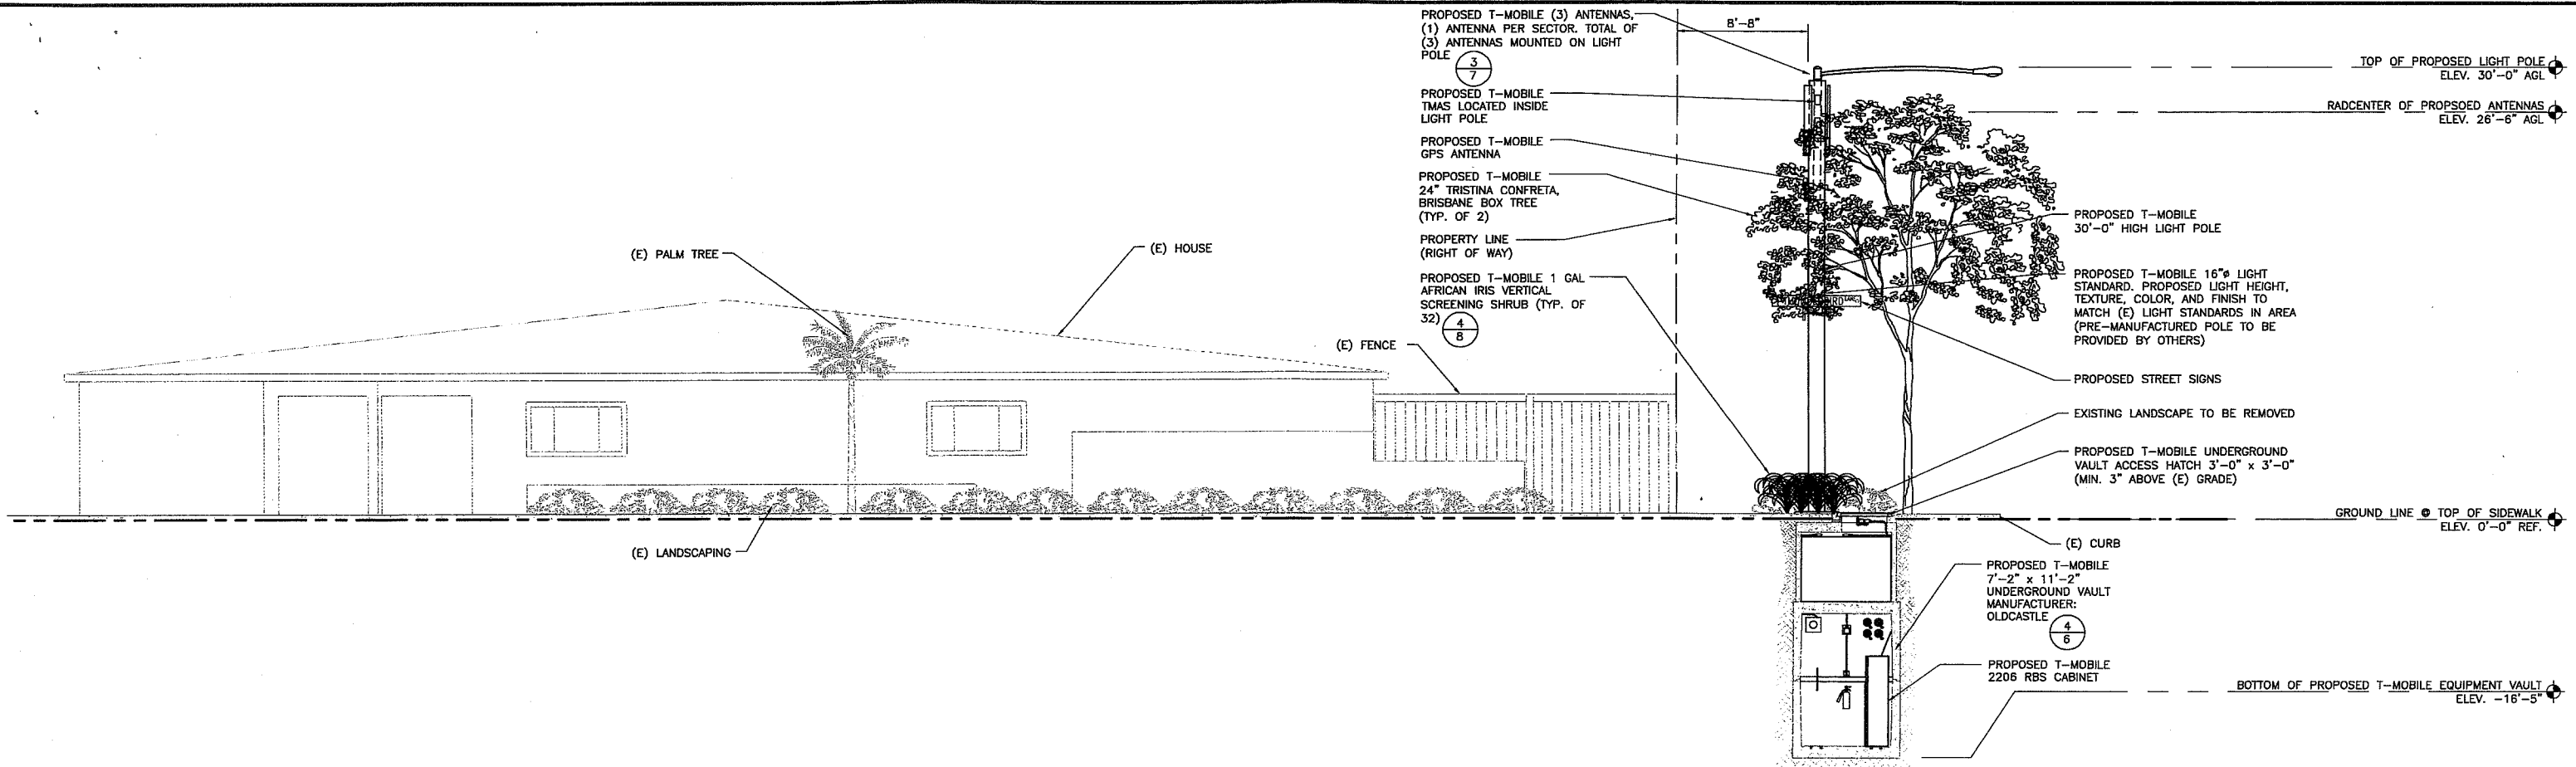 PROPOSED T-MOBILE (3) ANTENNAS,
(1) ANTENNA PER SECTOR. TOTAL OF
(3) ANTENNAS MOUNTED ON LIGHT
POLE
3
7
PROPOSED T-MOBILE
TMAS LOCATED INSIDE
LIGHT POLE
PROPOSED T-MOBILE
GPS ANTENNA
PROPOSED T-MOBILE
24" TRISTINA CONFRETA,
BRISBANE BOX TREE
(TYP. OF 2)
PROPERTY LINE
(RIGHT OF WAY)
PROPOSED T-MOBILE 1 GAL
AFRICAN IRIS VERTICAL
SCREENING SHRUB (TYP. OF
32)
4
8
(E) PALM TREE
(E) HOUSE
(E) FENCE
(E) LANDSCAPING
8'-8"
TOP OF PROPOSED LIGHT POLE
ELEV. 30'-0" AGL
RADCENTER OF PROPSOED ANTENNAS
ELEV. 26'-6" AGL
PROPOSED T-MOBILE
30'-0" HIGH LIGHT POLE
PROPOSED T-MOBILE 16"ø LIGHT
STANDARD. PROPOSED LIGHT HEIGHT,
TEXTURE, COLOR, AND FINISH TO
MATCH (E) LIGHT STANDARDS IN AREA
(PRE-MANUFACTURED POLE TO BE
PROVIDED BY OTHERS)
PROPOSED STREET SIGNS
EXISTING LANDSCAPE TO BE REMOVED
PROPOSED T-MOBILE UNDERGROUND
VAULT ACCESS HATCH 3'-0" x 3'-0"
(MIN. 3" ABOVE (E) GRADE)
GROUND LINE @ TOP OF SIDEWALK
ELEV. 0'-0" REF.
(E) CURB
PROPOSED T-MOBILE
7'-2" x 11'-2"
UNDERGROUND VAULT
MANUFACTURER:
OLDCASTLE
4
6
PROPOSED T-MOBILE
2206 RBS CABINET
BOTTOM OF PROPOSED T-MOBILE EQUIPMENT VAULT
ELEV. -16'-5"